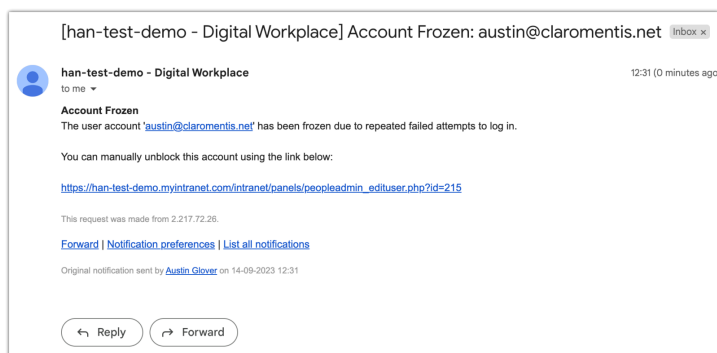 [han-test-demo - Digital Workplace] Account Frozen: austin@claromentis.net Inbox x
han-test-demo - Digital Workplace 12:31 (0 minutes ago
to me
Account Frozen
The user account 'austin@claromentis.net' has been frozen due to repeated failed attempts to log in.
You can manually unblock this account using the link below:
https://han-test-demo.myintranet.com/intranet/panels/peopleadmin_edituser.php?id=215
This request was made from 2.217.72.26.
Forward | Notification preferences | List all notifications
Original notification sent by Austin Glover on 14-09-2023 12:31
Reply Forward